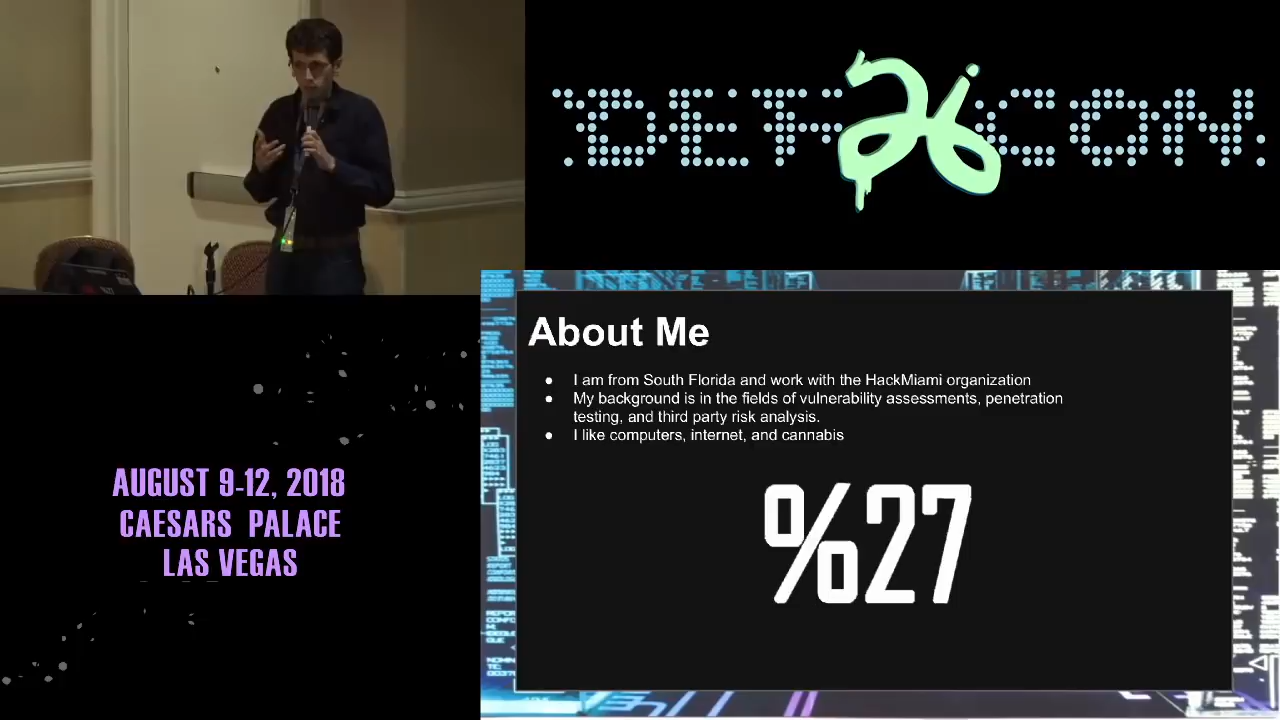 DEFCON
26
About Me
● I am from South Florida and work with the HackMiami organization
● My background is in the fields of vulnerability assessments, penetration
testing, and third party risk analysis.
● I like computers, internet, and cannabis
%27
AUGUST 9-12, 2018
CAESARS PALACE
LAS VEGAS